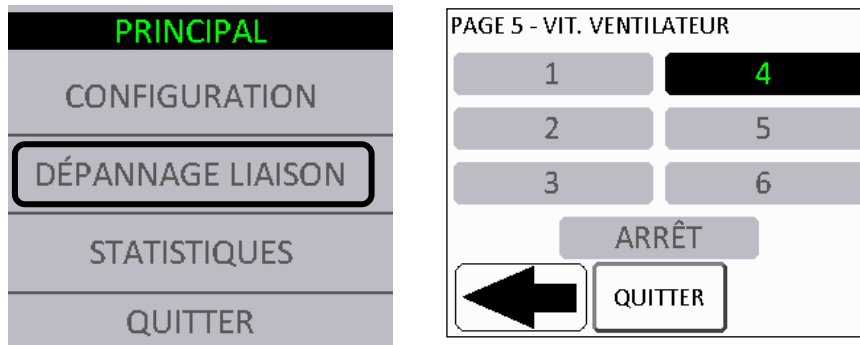 PRINCIPAL
CONFIGURATION
DÉPANNAGE LIAISON
STATISTIQUES
QUITTER
PAGE 5 - VIT. VENTILATEUR
1 4
2 5
3 6
ARRÊT
QUITTER